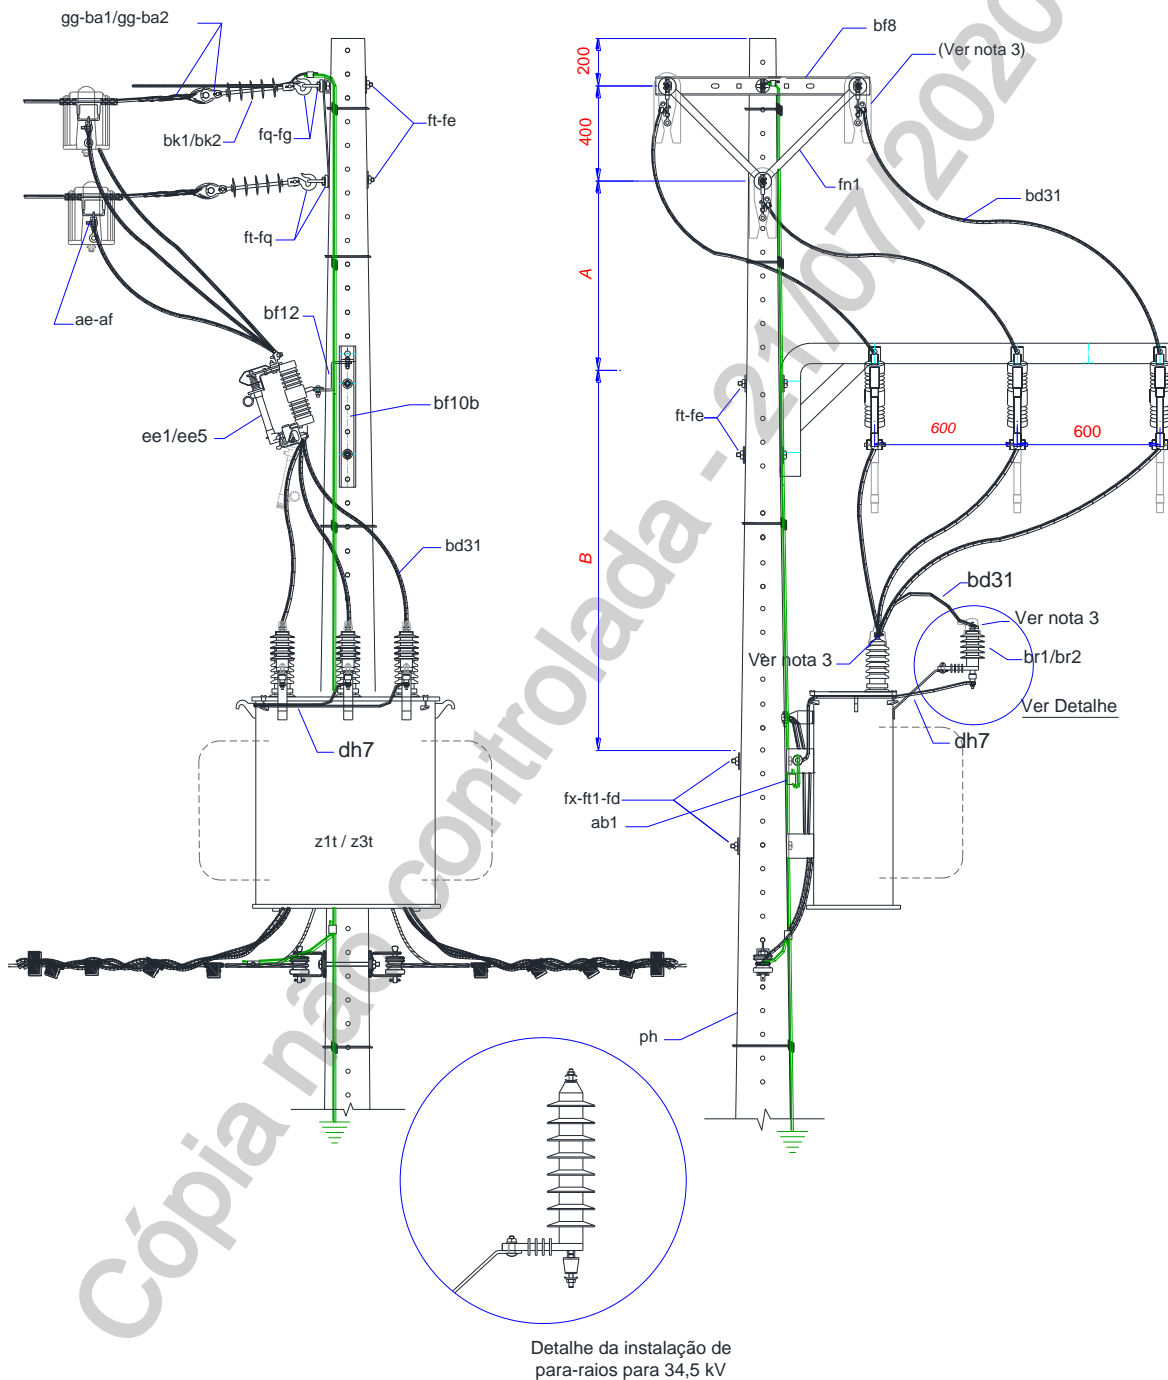 gg-ba1/gg-ba2
bk1/bk2
fq-fg
ft-fe
ft-fq
ae-af
bf12
bf10b
ee1/ee5
bd31
dh7
z1t / z3t
200
400
A
B
bf8
(Ver nota 3)
fn1
bd31
ft-fe
600
600
bd31
Ver nota 3
Ver nota 3
br1/br2
Ver Detalhe
dh7
fx-ft1-fd
ab1
ph
Detalhe da instalação de
para-raios para 34,5 kV
Cópia não controlada - 21/07/2020